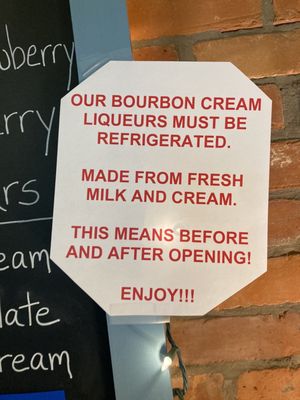 OUR BOURBON CREAM
LIQUEURS MUST BE
REFRIGERATED.
MADE FROM FRESH
MILK AND CREAM.
THIS MEANS BEFORE
AND AFTER OPENING!
ENJOY!!!